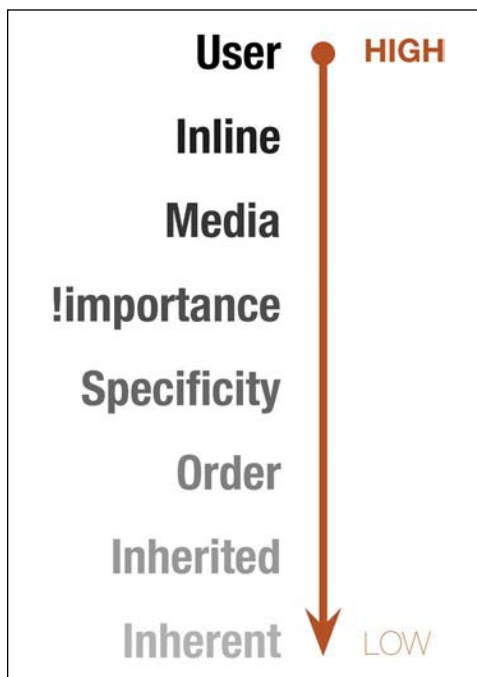 User
HIGH
Inline
Media
!importance
Specificity
Order
Inherited
Inherent
LOW